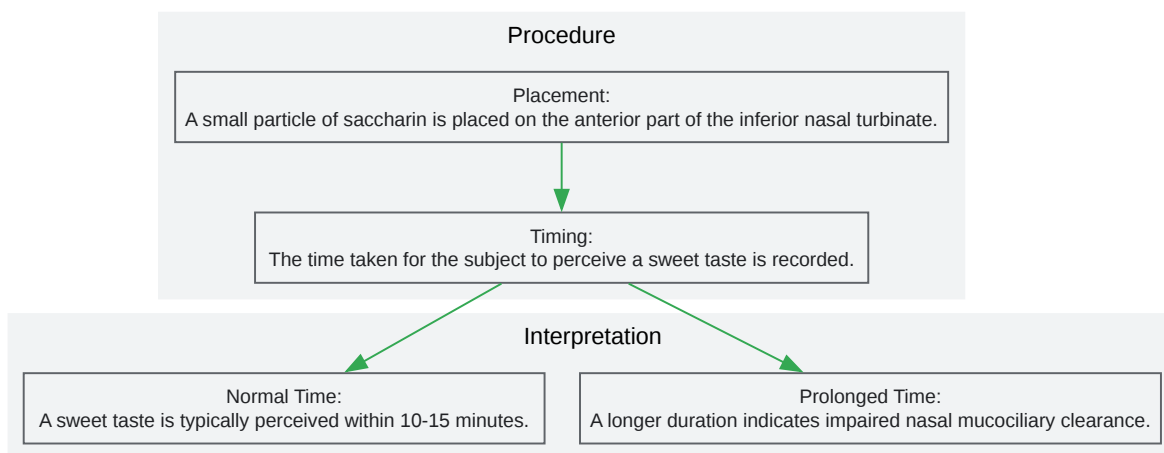 Procedure
Placement:
A small particle of saccharin is placed on the anterior part of the inferior nasal turbinate.
Timing:
The time taken for the subject to perceive a sweet taste is recorded.
Interpretation
Normal Time:
A sweet taste is typically perceived within 10-15 minutes.
Prolonged Time:
A longer duration indicates impaired nasal mucociliary clearance.